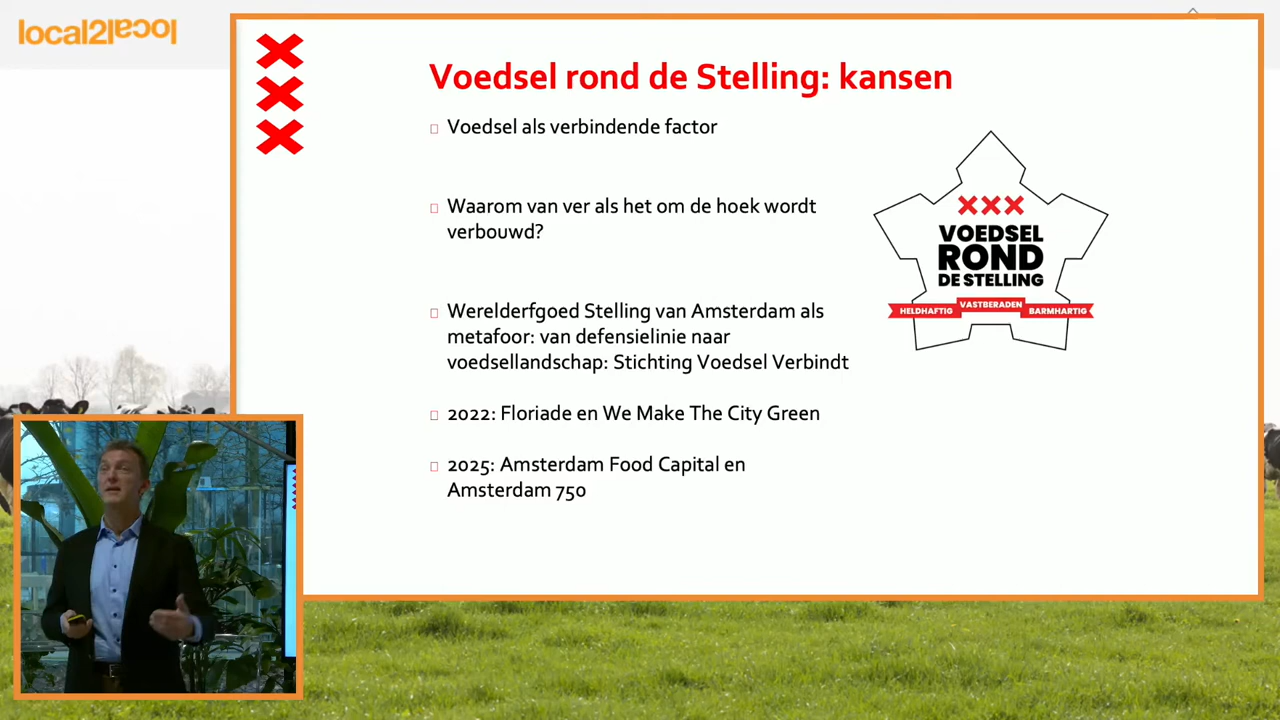 local2local
Voedsel rond de Stelling: kansen
Voedsel als verbindende factor
Waarom van ver als het om de hoek wordt
verbouwd?
Werelderfgoed Stelling van Amsterdam als
metafoor: van defensielinie naar
voedsellandschap: Stichting Voedsel Verbindt
2022: Floriade en We Make The City Green
2025: Amsterdam Food Capital en
Amsterdam 750
VOEDSEL
ROND
DE STELLING
HELDHAFTIG VASTBERADEN BARMHARTIG